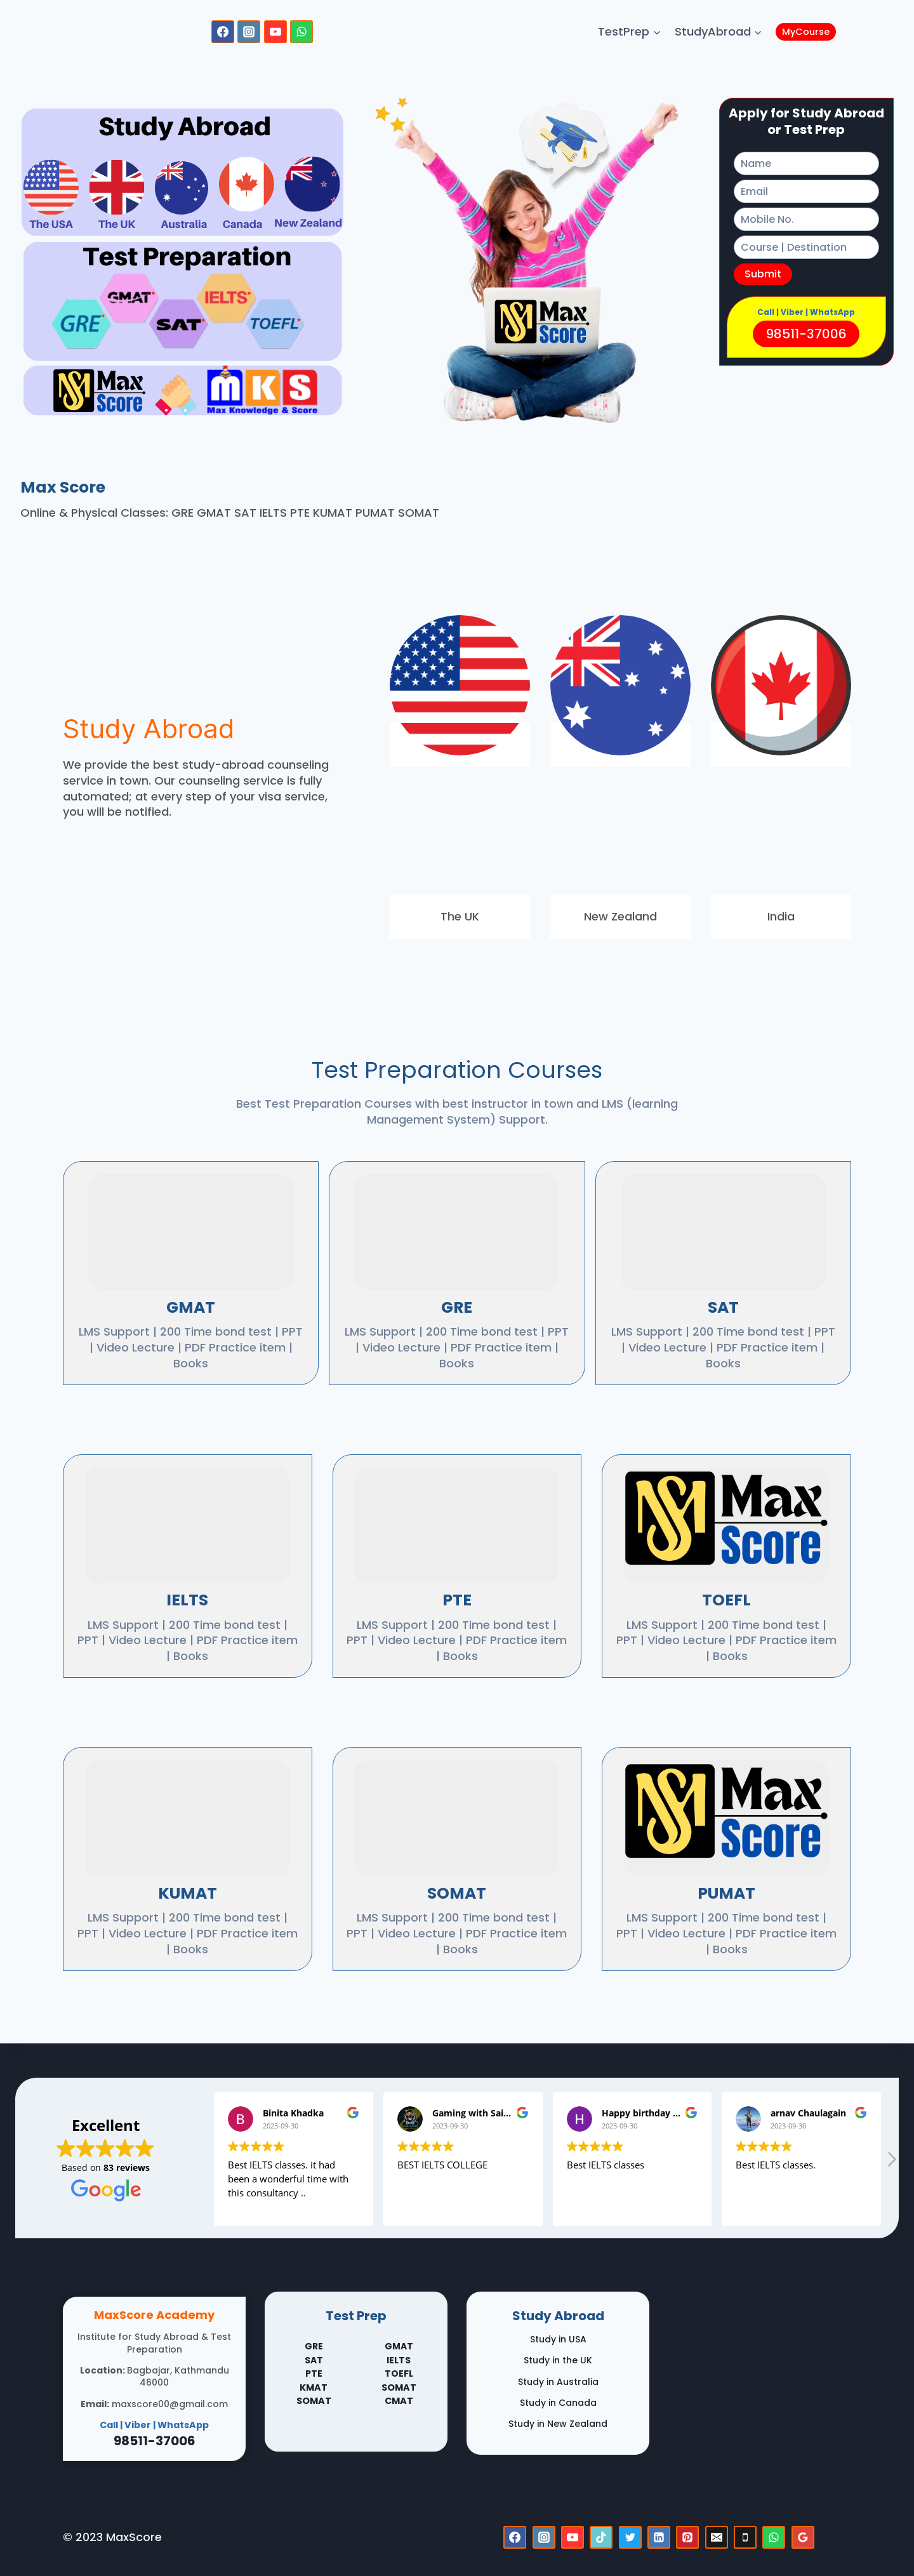 TestPrep
StudyAbroad
MyCourse
Study Abroad
The USA
The UK
Australia
Canada
New Zealand
Test Preparation
GRE
GMAT
SAT
IELTS
TOEFL
Max
Score
MKS
Max Knowledge & Score
Max
Score
Apply for Study Abroad
or Test Prep
Name
Email
Mobile No.
Course | Destination
Submit
Call | Viber | WhatsApp
98511-37006
Max Score
Online & Physical Classes: GRE GMAT SAT IELTS PTE KUMAT PUMAT SOMAT
Study Abroad
We provide the best study-abroad counseling
service in town. Our counseling service is fully
automated; at every step of your visa service,
you will be notified.
The UK
New Zealand
India
Test Preparation Courses
Best Test Preparation Courses with best instructor in town and LMS (learning
Management System) Support.
GMAT
LMS Support | 200 Time bond test | PPT
| Video Lecture | PDF Practice item |
Books
GRE
LMS Support | 200 Time bond test | PPT
| Video Lecture | PDF Practice item |
Books
SAT
LMS Support | 200 Time bond test | PPT
| Video Lecture | PDF Practice item |
Books
IELTS
LMS Support | 200 Time bond test |
PPT | Video Lecture | PDF Practice item
| Books
PTE
LMS Support | 200 Time bond test |
PPT | Video Lecture | PDF Practice item
| Books
Max
Score
TOEFL
LMS Support | 200 Time bond test |
PPT | Video Lecture | PDF Practice item
| Books
KUMAT
LMS Support | 200 Time bond test |
PPT | Video Lecture | PDF Practice item
| Books
SOMAT
LMS Support | 200 Time bond test |
PPT | Video Lecture | PDF Practice item
| Books
Max
Score
PUMAT
LMS Support | 200 Time bond test |
PPT | Video Lecture | PDF Practice item
| Books
Excellent
Based on 83 reviews
Google
B
Binita Khadka
2023-09-30
Best IELTS classes. it had
been a wonderful time with
this consultancy ..
Gaming with Sai...
2023-09-30
BEST IELTS COLLEGE
H
Happy birthday ...
2023-09-30
Best IELTS classes
arnav Chaulagain
2023-09-30
Best IELTS classes.
MaxScore Academy
Institute for Study Abroad & Test
Preparation
Location: Bagbajar, Kathmandu
46000
Email: maxscore00@gmail.com
Call | Viber | WhatsApp
98511-37006
Test Prep
GRE GMAT
SAT IELTS
PTE TOEFL
KMAT SOMAT
SOMAT CMAT
Study Abroad
Study in USA
Study in the UK
Study in Australia
Study in Canada
Study in New Zealand
© 2023 MaxScore